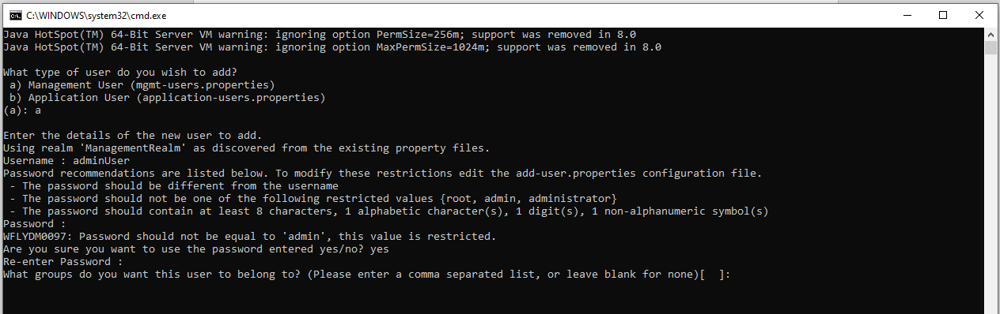 C:\WINDOWS\system32\cmd.exe
Java HotSpot(TM) 64-Bit Server VM warning: ignoring option PermSize=256m; support was removed in 8.0
Java HotSpot(TM) 64-Bit Server VM warning: ignoring option MaxPermSize=1024m; support was removed in 8.0
What type of user do you wish to add?
a) Management User (mgmt-users.properties)
b) Application User (application-users.properties)
(a): a
Enter the details of the new user to add.
Using realm 'ManagementRealm' as discovered from the existing property files.
Username : adminUser
Password recommendations are listed below. To modify these restrictions edit the add-user.properties configuration file.
- The password should be different from the username
- The password should not be one of the following restricted values {root, admin, administrator}
- The password should contain at least 8 characters, 1 alphabetic character(s), 1 digit(s), 1 non-alphanumeric symbol(s)
Password :
WFLYDM0097: Password should not be equal to 'admin', this value is restricted.
Are you sure you want to use the password entered yes/no? yes
Re-enter Password :
What groups do you want this user to belong to? (Please enter a comma separated list, or leave blank for none)[  ]: